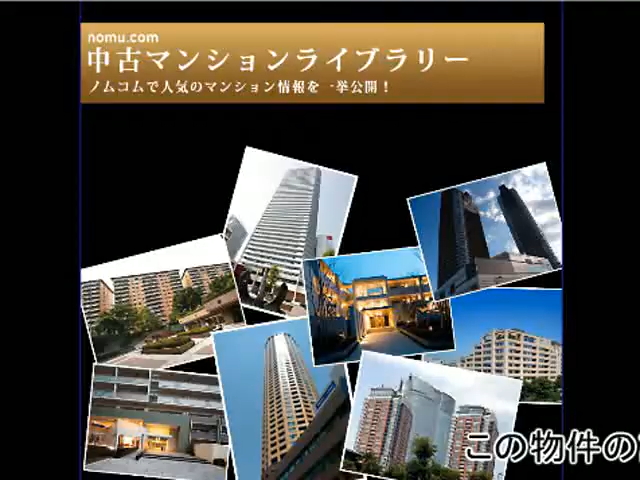 nomu.com
中古マンションライブラリー
ノムコムで人気のマンション情報を一挙公開！
この物件の